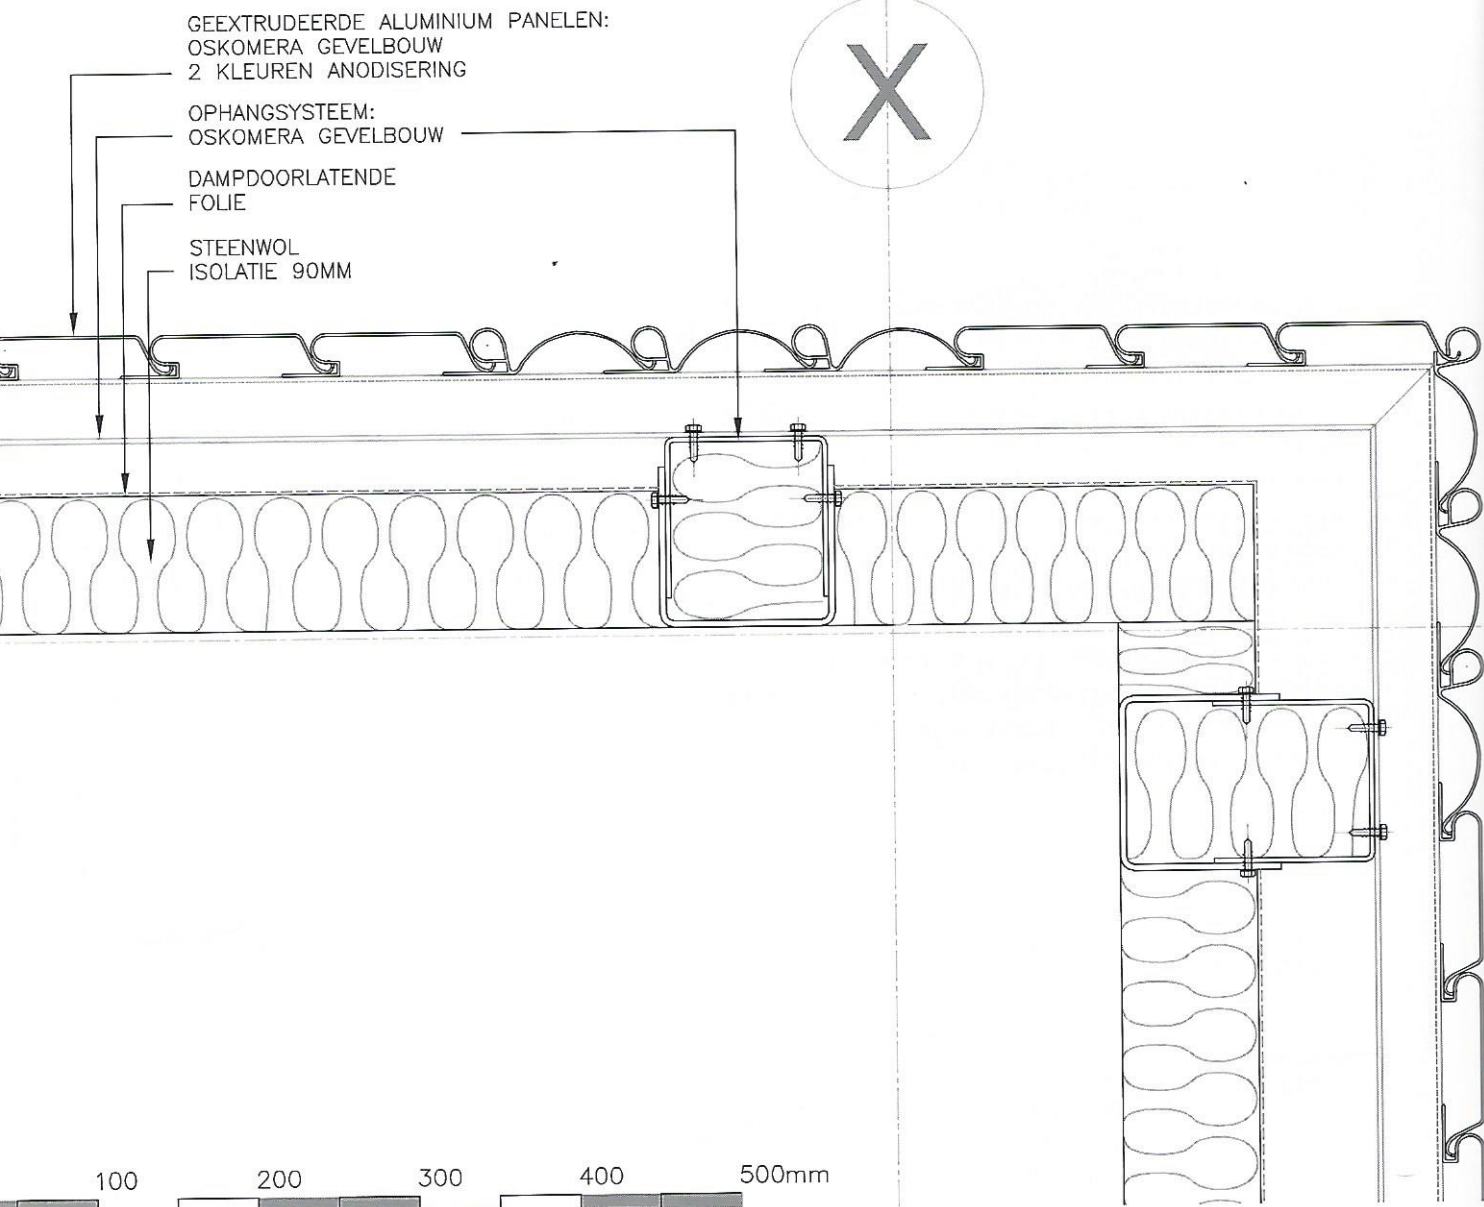 GEEXTRUDEERDE ALUMINIUM PANELEN:
OSKOMERA GEVELBOUW
2 KLEUREN ANODISERING
OPHANGSYSTEEM:
OSKOMERA GEVELBOUW
DAMPDOORLATENDE
FOLIE
STEENWOL
ISOLATIE 90MM
X
100 200 300 400 500mm